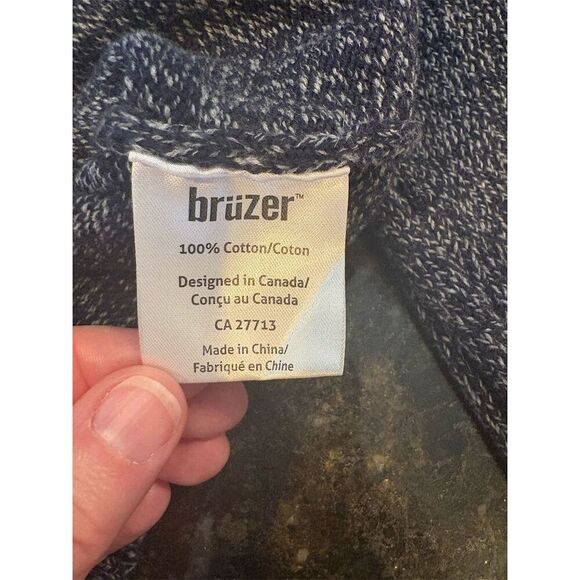 brüzer™
100% Cotton/Coton
Designed in Canada/
Conçu au Canada
CA 27713
Made in China/
Fabriqué en Chine